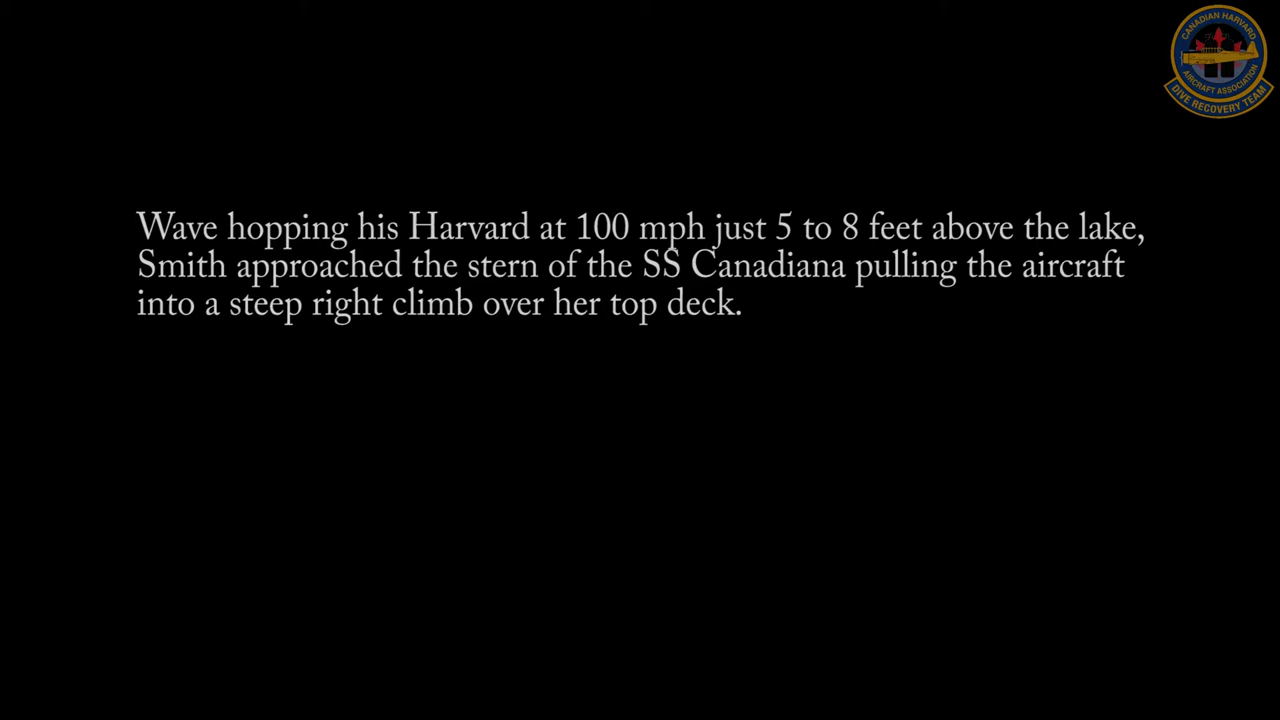 CANADIAN HARVARD
AIRCRAFT ASSOCIATION
DIVE RECOVERY TEAM
Wave hopping his Harvard at 100 mph just 5 to 8 feet above the lake,
Smith approached the stern of the SS Canadiana pulling the aircraft
into a steep right climb over her top deck.